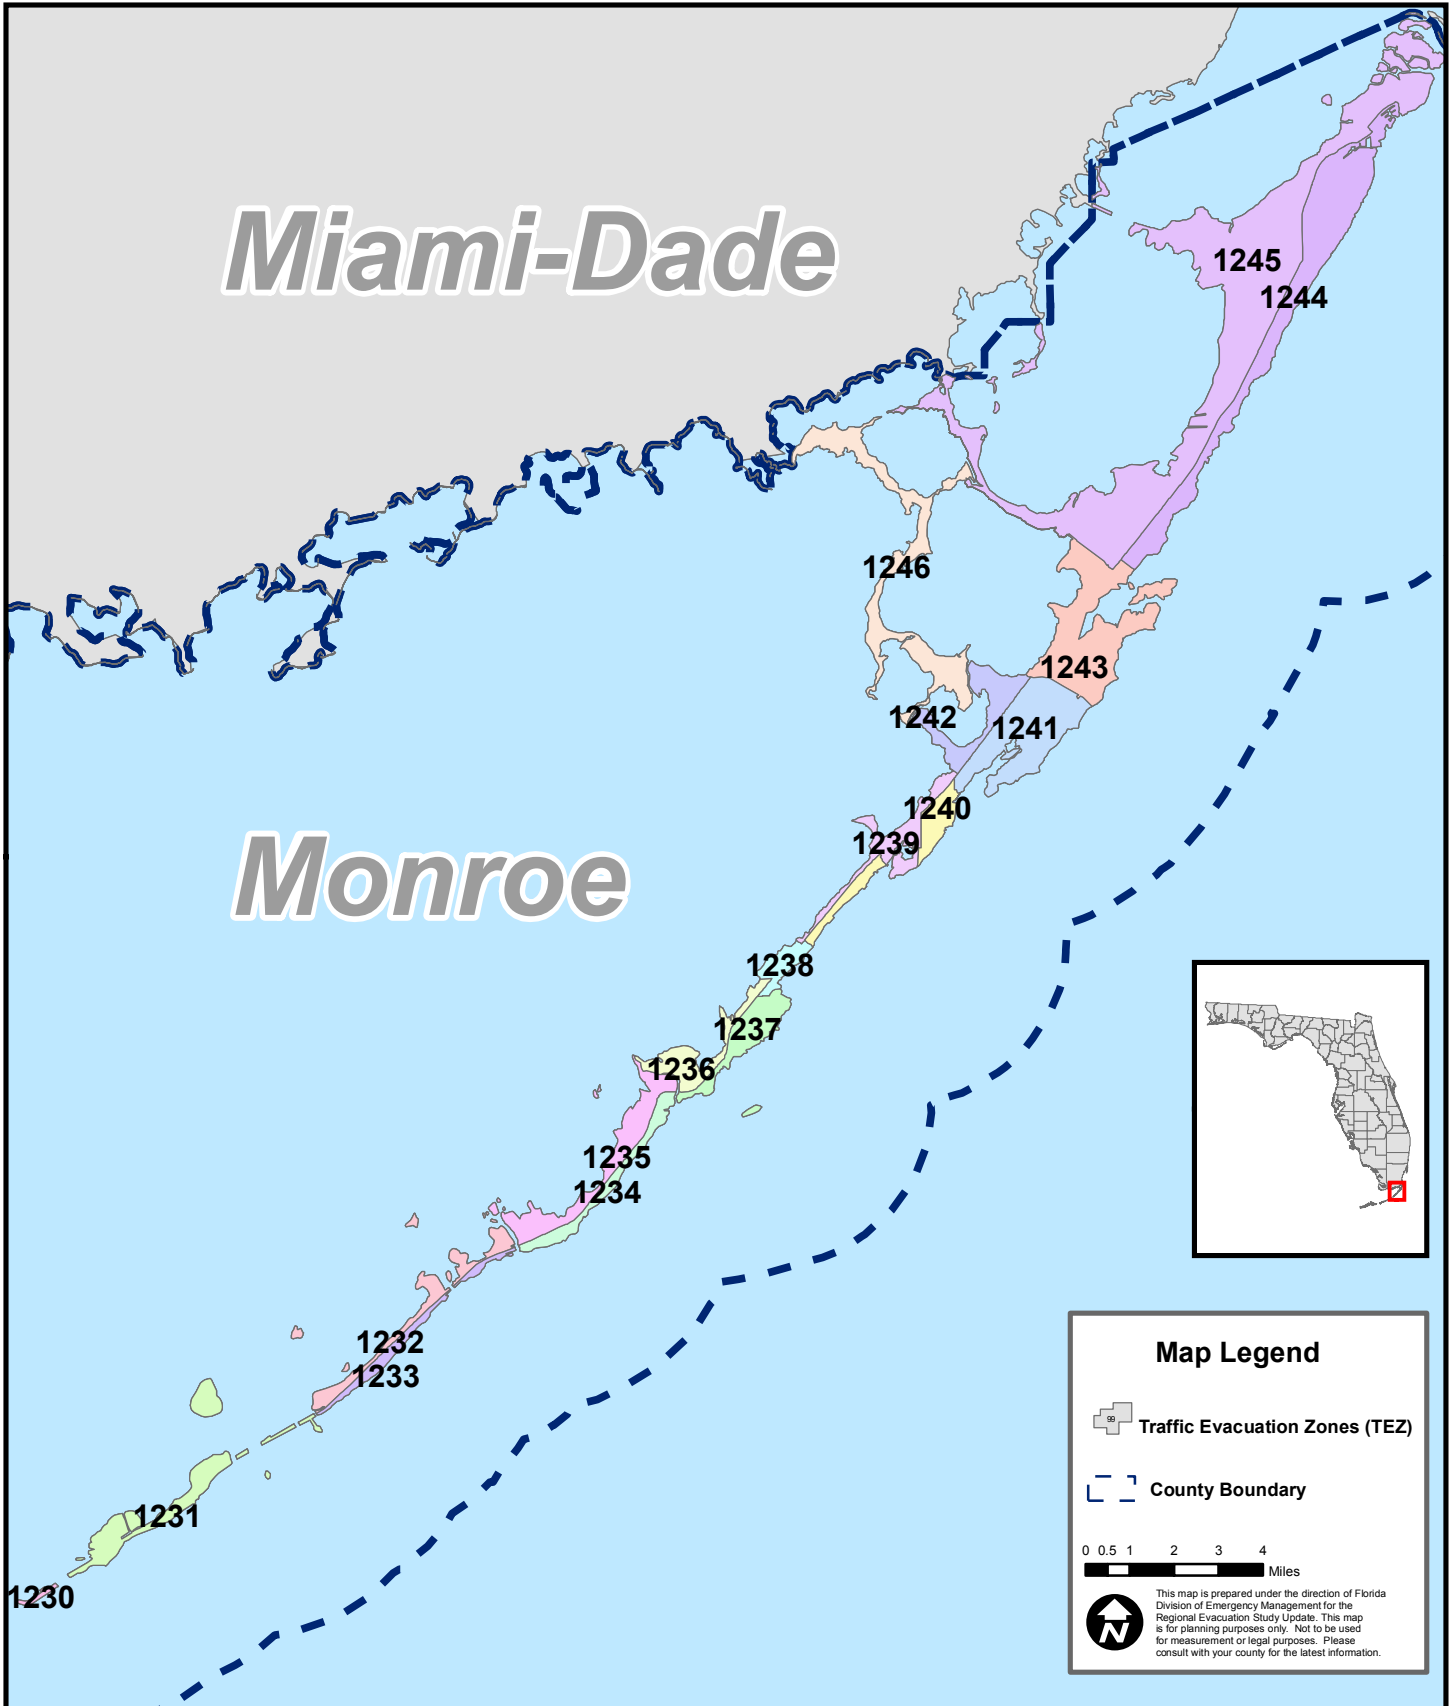 Miami-Dade
1245
1244
1246
1243
1242
1241
Monroe
1240
1239
1238
1237
1236
1235
1234
1232
1233
1231
1230
Map Legend
99
Traffic Evacuation Zones (TEZ)
County Boundary
0 0.5 1 2 3 4
Miles
N
This map is prepared under the direction of Florida
Division of Emergency Management for the
Regional Evacuation Study Update. This map
is for planning purposes only. Not to be used
for measurement or legal purposes. Please
consult with your county for the latest information.